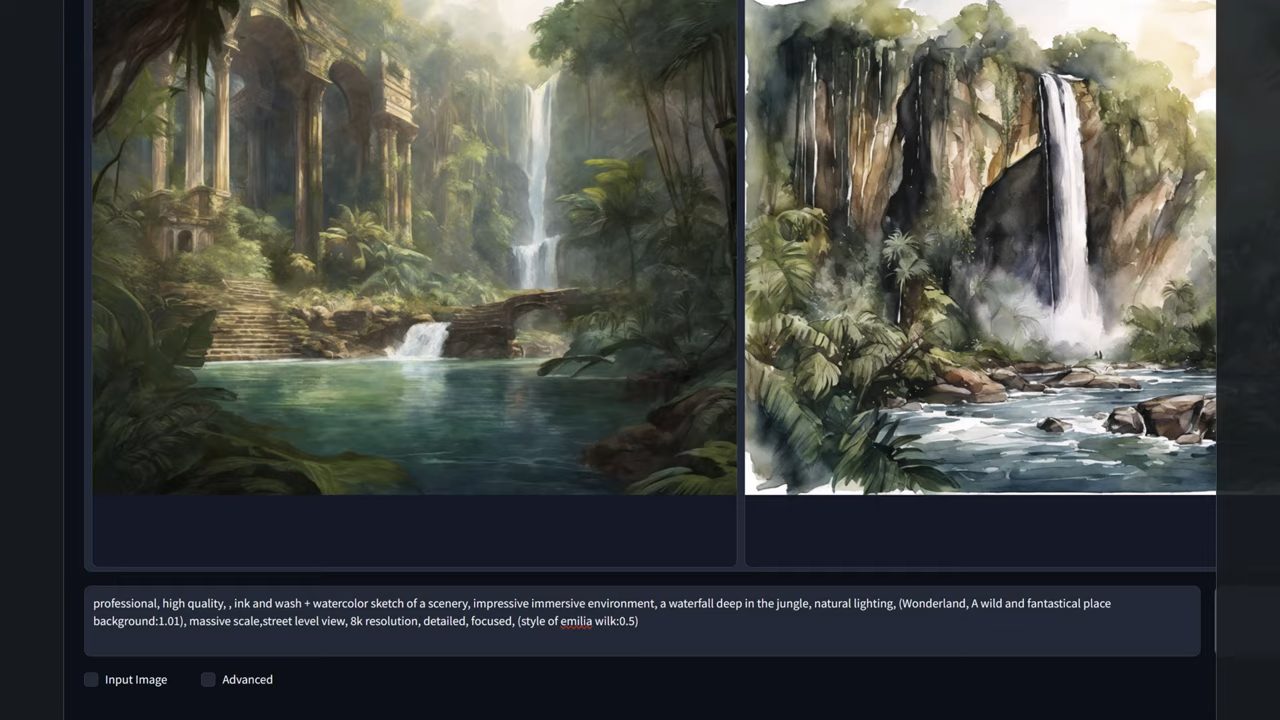 professional, high quality, , ink and wash + watercolor sketch of a scenery, impressive immersive environment, a waterfall deep in the jungle, natural lighting, (Wonderland, A wild and fantastical place
background:1.01), massive scale,street level view, 8k resolution, detailed, focused, (style of emilia wilk:0.5)
Input Image
Advanced